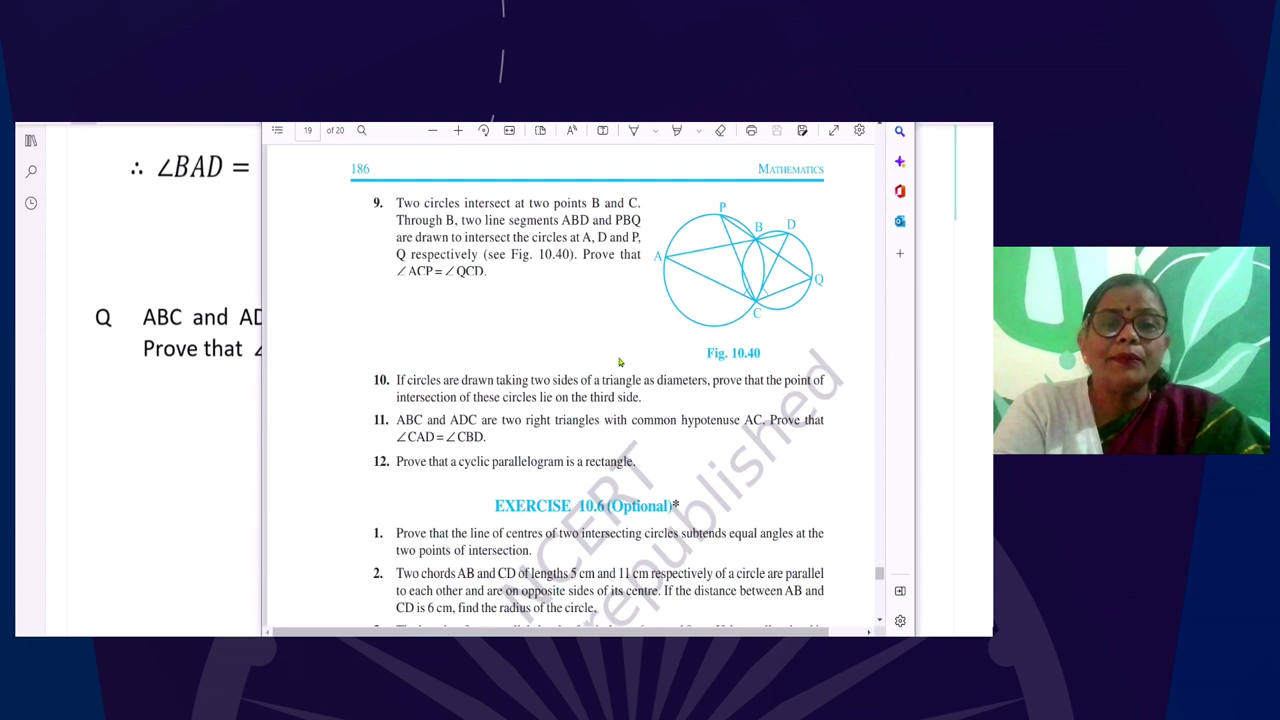 ∴ ∠BAD =
Q ABC and AD
Prove that ∠
19 of 20
186 MATHEMATICS
9. Two circles intersect at two points B and C.
Through B, two line segments ABD and PBQ
are drawn to intersect the circles at A, D and P,
Q respectively (see Fig. 10.40). Prove that
∠ACP = ∠QCD.
P
B D
A
Q
C
Fig. 10.40
10. If circles are drawn taking two sides of a triangle as diameters, prove that the point of
intersection of these circles lie on the third side.
11. ABC and ADC are two right triangles with common hypotenuse AC. Prove that
∠CAD = ∠CBD.
12. Prove that a cyclic parallelogram is a rectangle.
EXERCISE 10.6 (Optional)*
1. Prove that the line of centres of two intersecting circles subtends equal angles at the
two points of intersection.
2. Two chords AB and CD of lengths 5 cm and 11 cm respectively of a circle are parallel
to each other and are on opposite sides of its centre. If the distance between AB and
CD is 6 cm, find the radius of the circle.
NCERT
republished